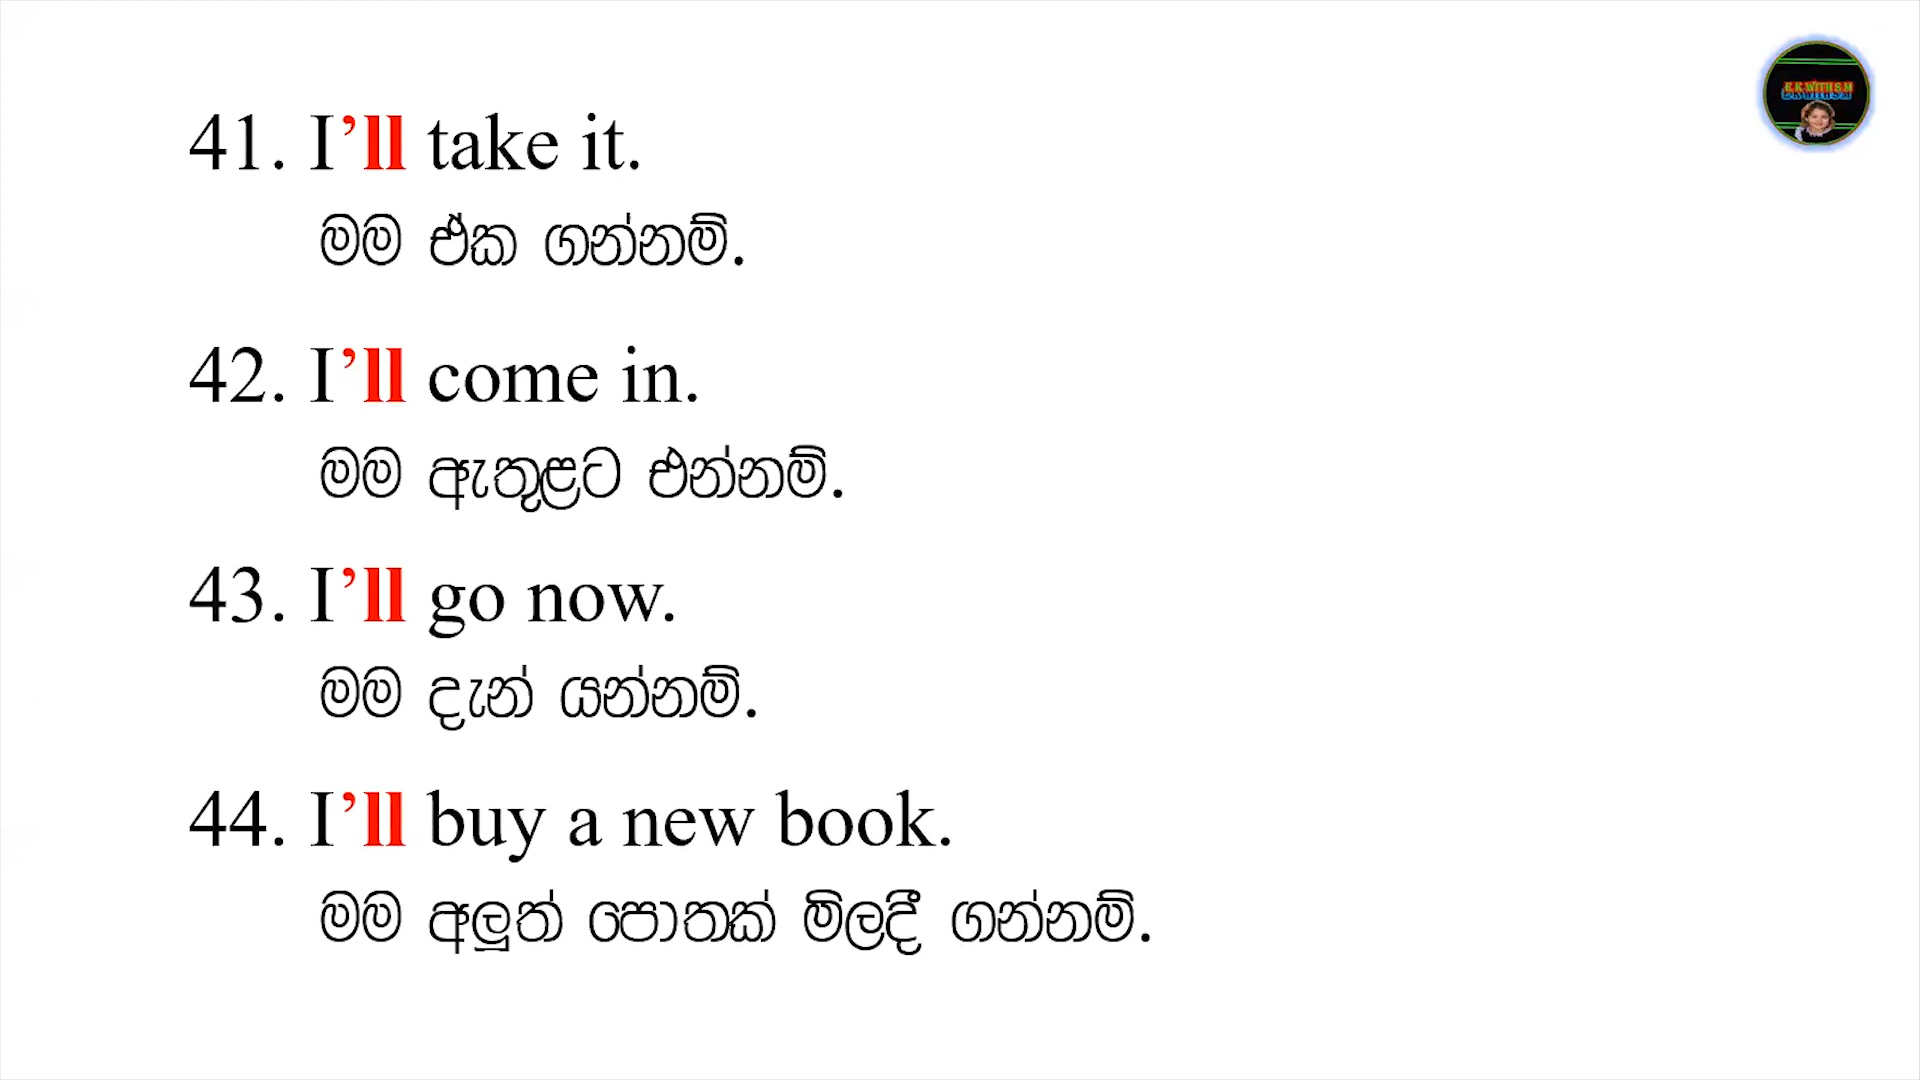 E.K WITH S.M
41. I’ll take it.
මම ඒක ගන්නම්.
42. I’ll come in.
මම ඇතුළට එන්නම්.
43. I’ll go now.
මම දැන් යන්නම්.
44. I’ll buy a new book.
මම අලූත් පොතක් මිලදී ගන්නම්.